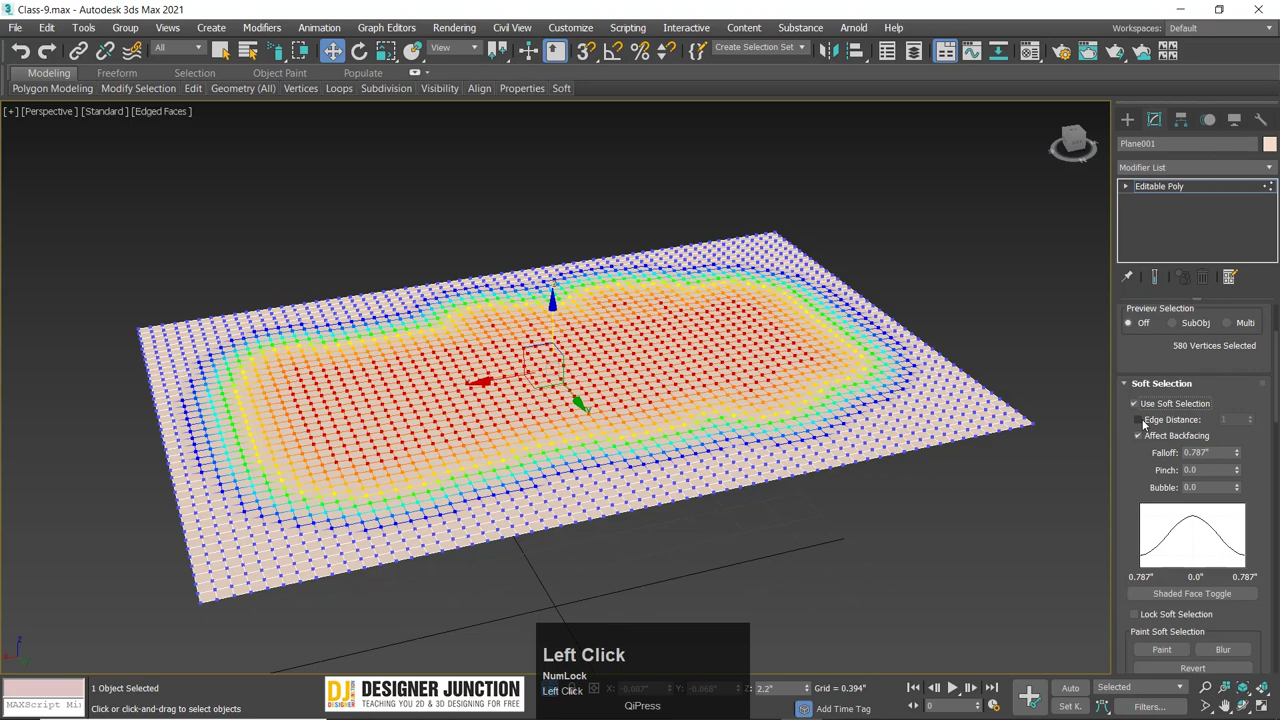 Class-9.max - Autodesk 3ds Max 2021
File Edit Tools Group Views Create Modifiers Animation Graph Editors Rendering Civil View Customize Scripting Interactive Content Substance Arnold Help Workspaces: Default
All View Create Selection Set
Modeling Freeform Selection Object Paint Populate
Polygon Modeling Modify Selection Edit Geometry (All) Vertices Loops Subdivision Visibility Align Properties Soft
[+] [Perspective] [Standard] [Edged Faces]
Plane001
Modifier List
Editable Poly
Preview Selection
Off SubObj Multi
580 Vertices Selected
Soft Selection
Use Soft Selection
Edge Distance: 1
Affect Backfacing
Falloff: 0.787"
Pinch: 0.0
Bubble: 0.0
0.787" 0.0" 0.787"
Shaded Face Toggle
Lock Soft Selection
Paint Soft Selection
Paint Blur
Revert
Left Click
NumLock
Left Click
QiPress
1 Object Selected
MAXScript Mi
Click or click-and-drag to select objects
DJ DESIGNER JUNCTION
TEACHING YOU 2D & 3D DESIGNING FOR FREE
Z: 2.2" Grid = 0.394"
Add Time Tag
0
Auto Selected
Set K. Filters...